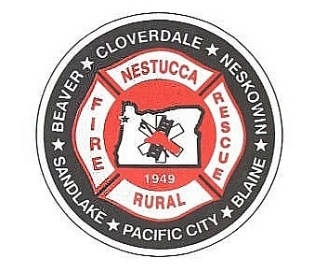 BEAVER ★ CLOVERDALE ★ NESKOWIN ★ BLAINE ★ PACIFIC CITY ★ SANDLAKE ★
NESTUCCA
FIRE
RESCUE
1949
RURAL